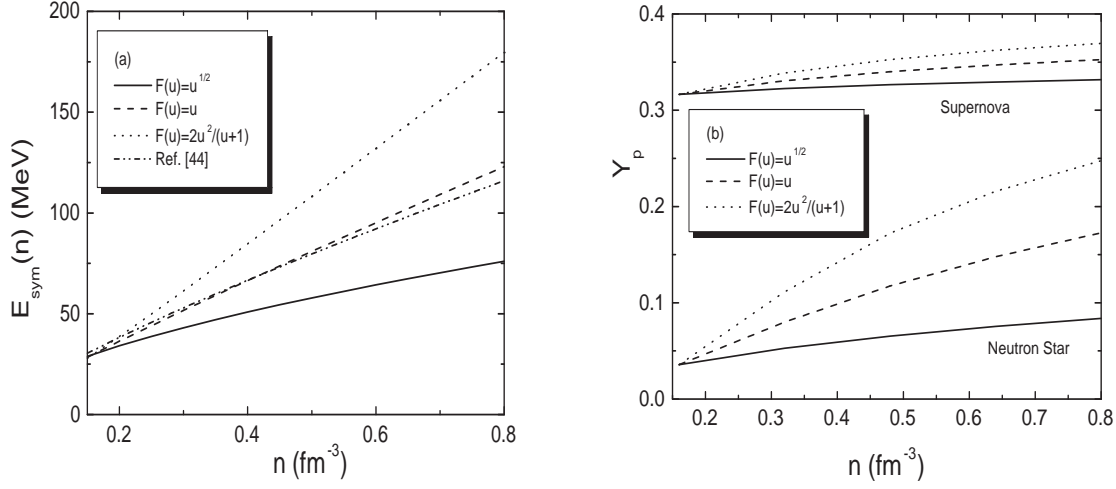 200
150
100
50
0
E_sym(n) (MeV)
(a)
F(u)=u^1/2
F(u)=u
F(u)=2u^2/(u+1)
Ref. [44]
0.2 0.4 0.6 0.8
n (fm^-3)
0.4
0.3
0.2
0.1
0.0
Y_p
Supernova
(b)
F(u)=u^1/2
F(u)=u
F(u)=2u^2/(u+1)
Neutron Star
0.2 0.3 0.4 0.5 0.6 0.7 0.8
n (fm^-3)